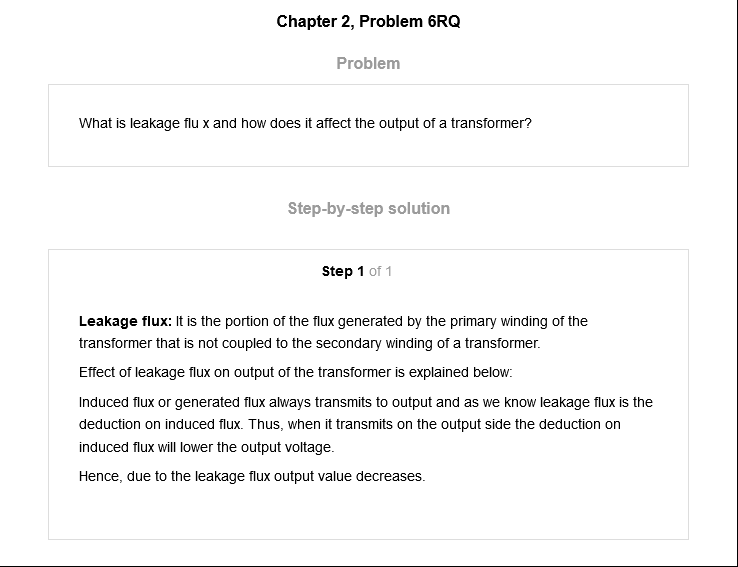 Chapter 2, Problem 6RQ
Problem
What is leakage flu x and how does it affect the output of a transformer?
Step-by-step solution
Step 1 of 1
Leakage flux: It is the portion of the flux generated by the primary winding of the
transformer that is not coupled to the secondary winding of a transformer.
Effect of leakage flux on output of the transformer is explained below:
Induced flux or generated flux always transmits to output and as we know leakage flux is the
deduction on induced flux. Thus, when it transmits on the output side the deduction on
induced flux will lower the output voltage.
Hence, due to the leakage flux output value decreases.